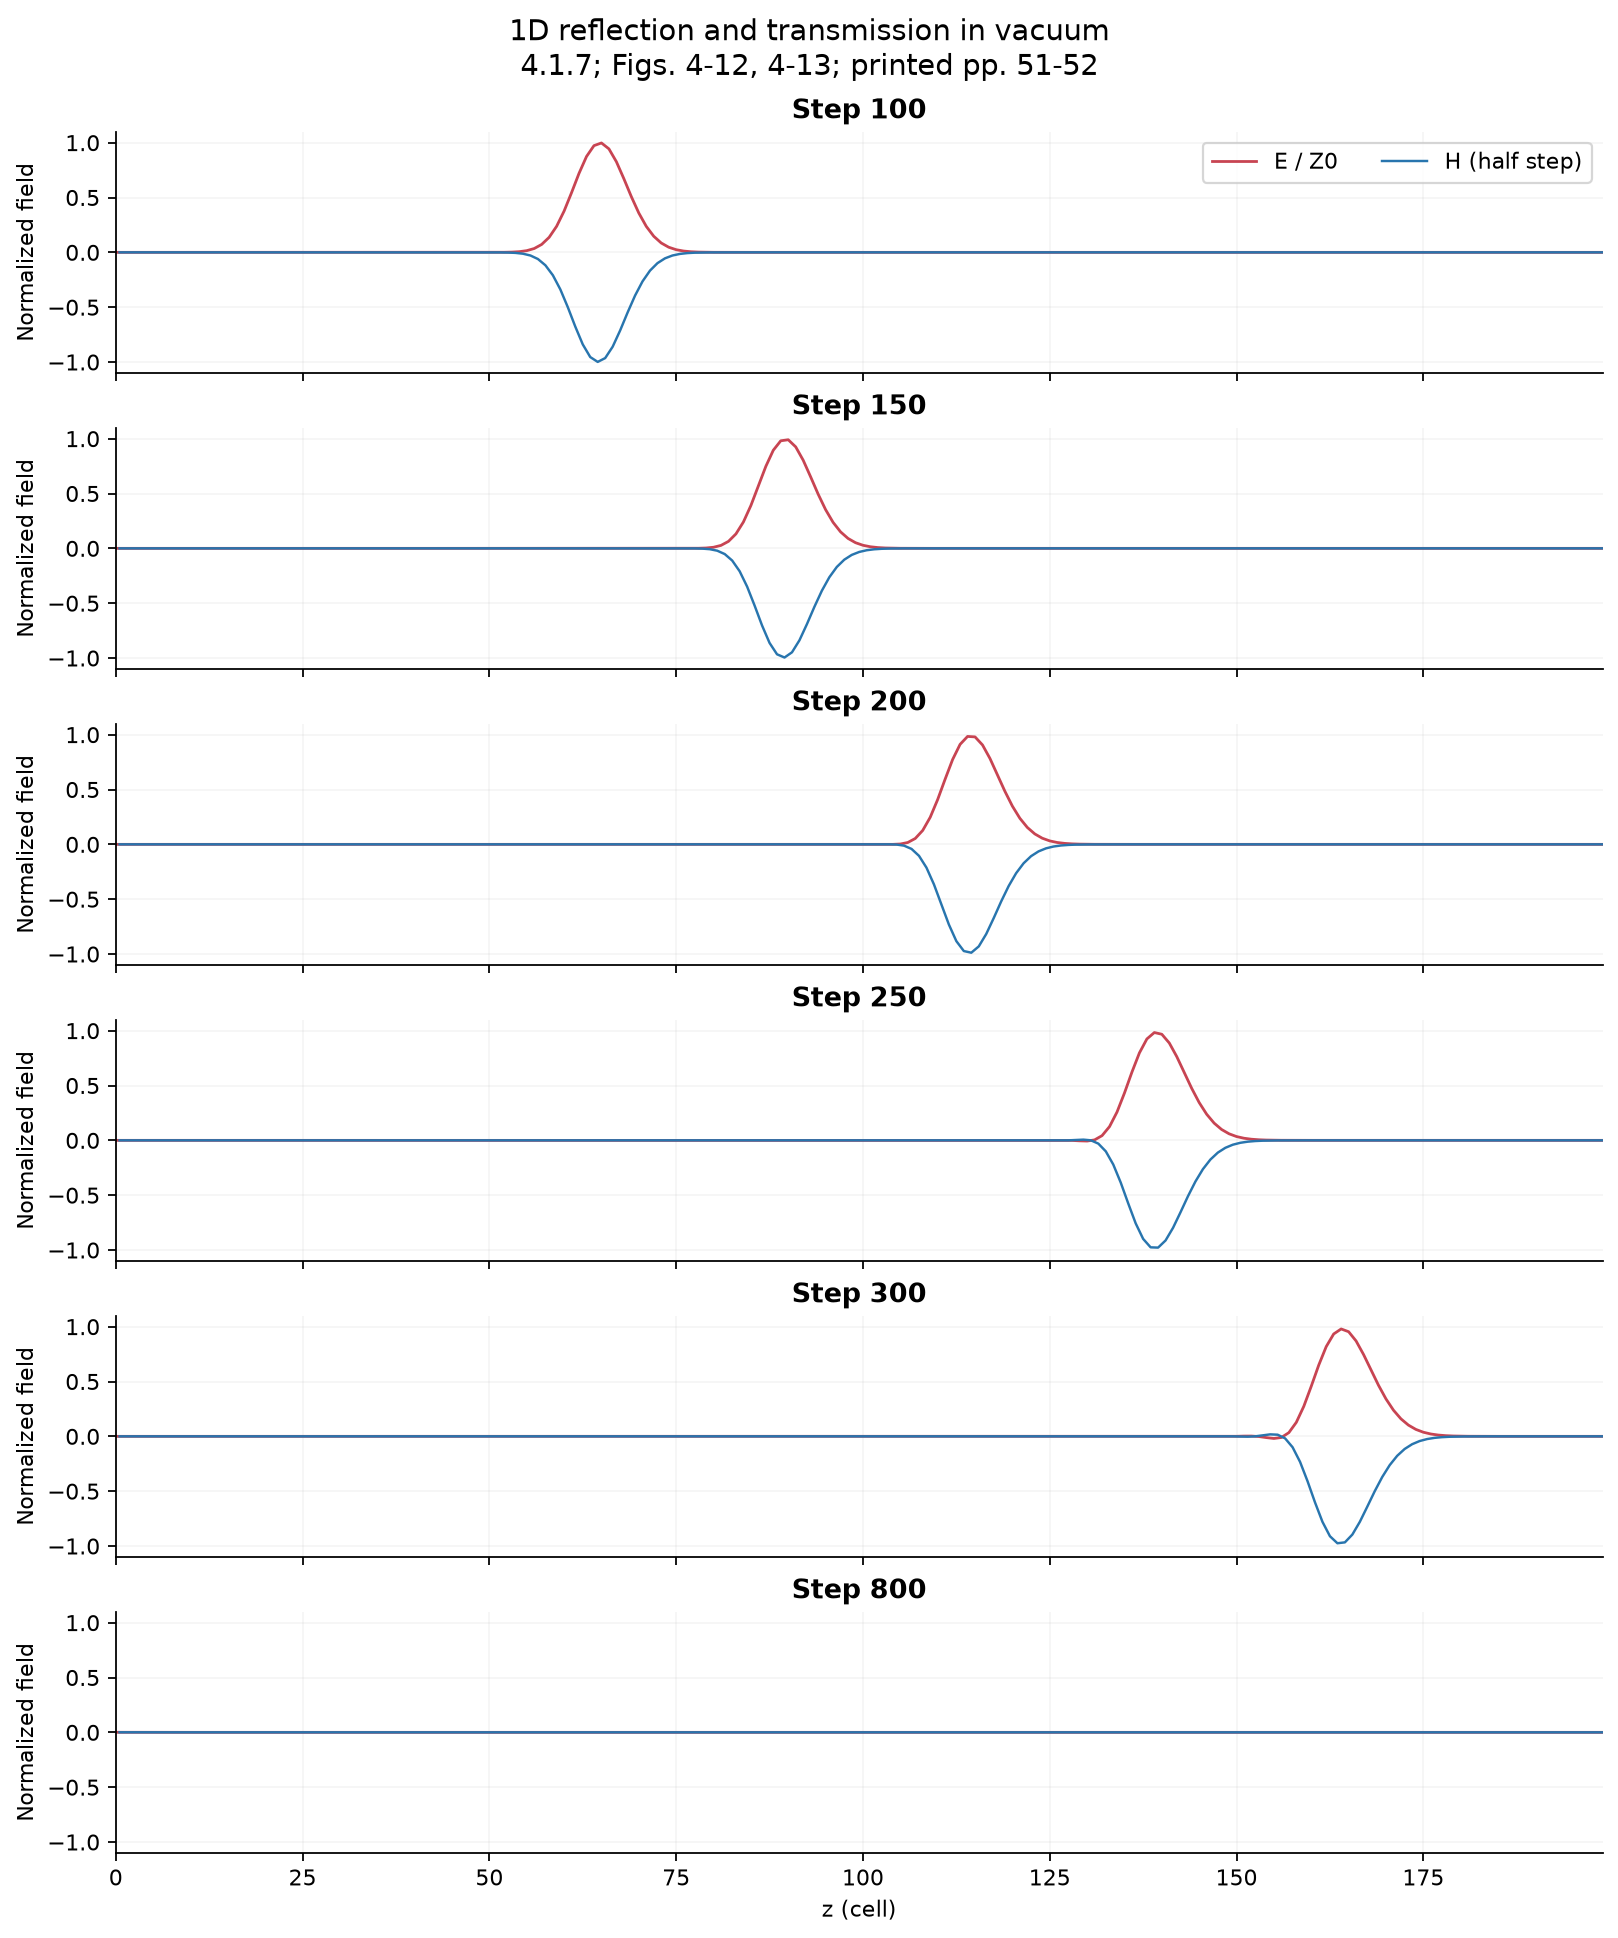 1D reflection and transmission in vacuum
4.1.7; Figs. 4-12, 4-13; printed pp. 51-52
Step 100
Normalized field
1.0
0.5
0.0
−0.5
−1.0
E / Z0
H (half step)
Step 150
Normalized field
1.0
0.5
0.0
−0.5
−1.0
Step 200
Normalized field
1.0
0.5
0.0
−0.5
−1.0
Step 250
Normalized field
1.0
0.5
0.0
−0.5
−1.0
Step 300
Normalized field
1.0
0.5
0.0
−0.5
−1.0
Step 800
Normalized field
1.0
0.5
0.0
−0.5
−1.0
0 25 50 75 100 125 150 175
z (cell)